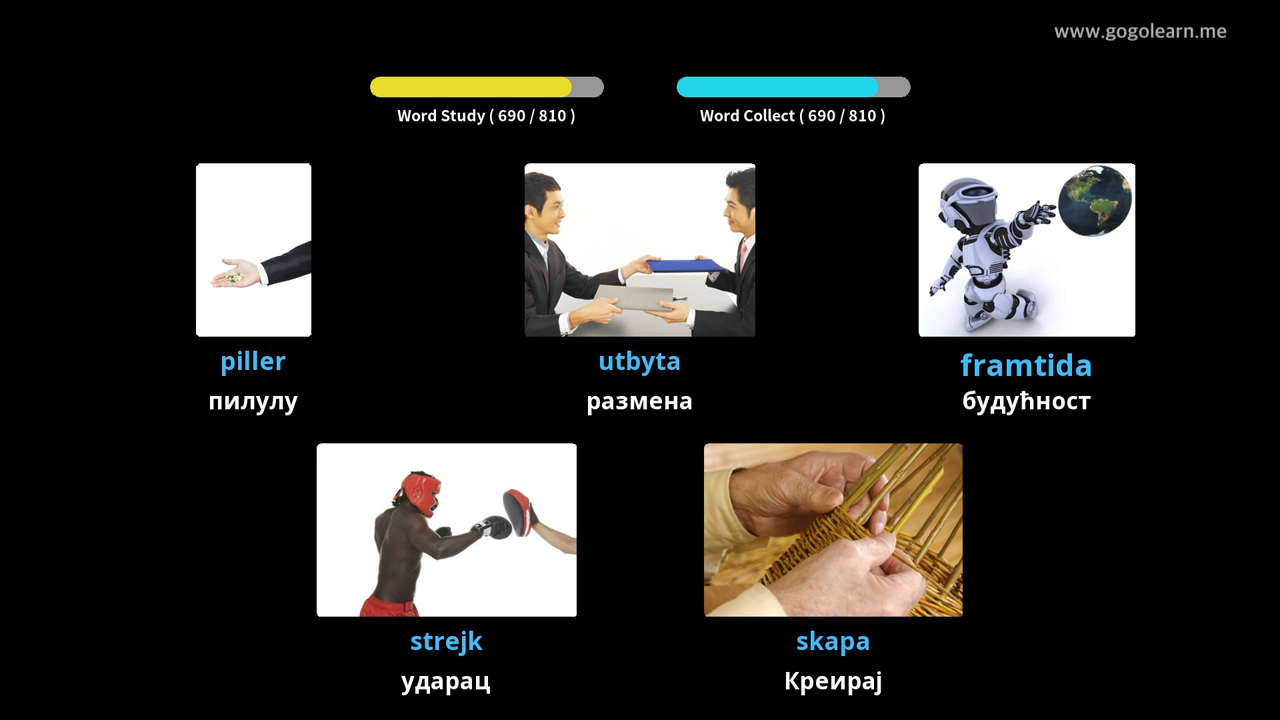 www.gogolearn.me
Word Study ( 690 / 810 )
Word Collect ( 690 / 810 )
piller
utbyta
framtida
пилулу
размена
будућност
strejk
skapa
ударац
Креирај